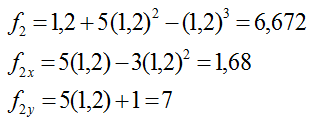 f₂ = 1,2 + 5(1,2)² − (1,2)³ = 6,672
f₂ₓ = 5(1,2) − 3(1,2)² = 1,68
f₂y = 5(1,2) + 1 = 7